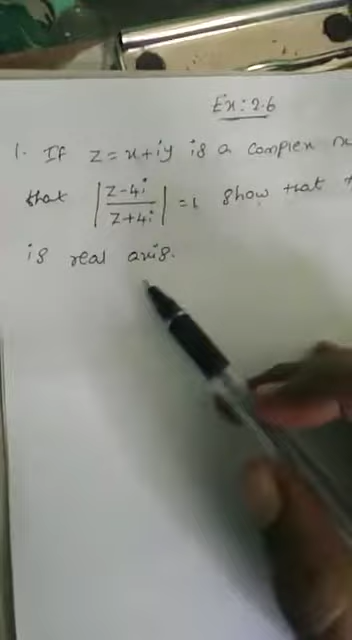 Ex: 2.6
1. If z = x + iy is a complex
that |z-4i / z+4i| = 1 show that
is real axis.